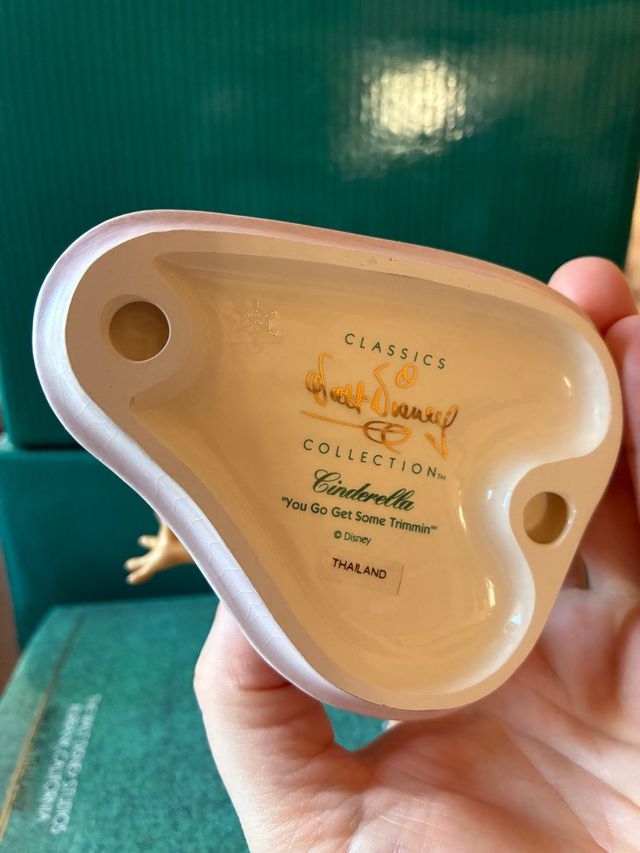 CLASSICS
Walt Disney
COLLECTION™
Cinderella
"You Go Get Some Trimmin'"
© Disney
THAILAND